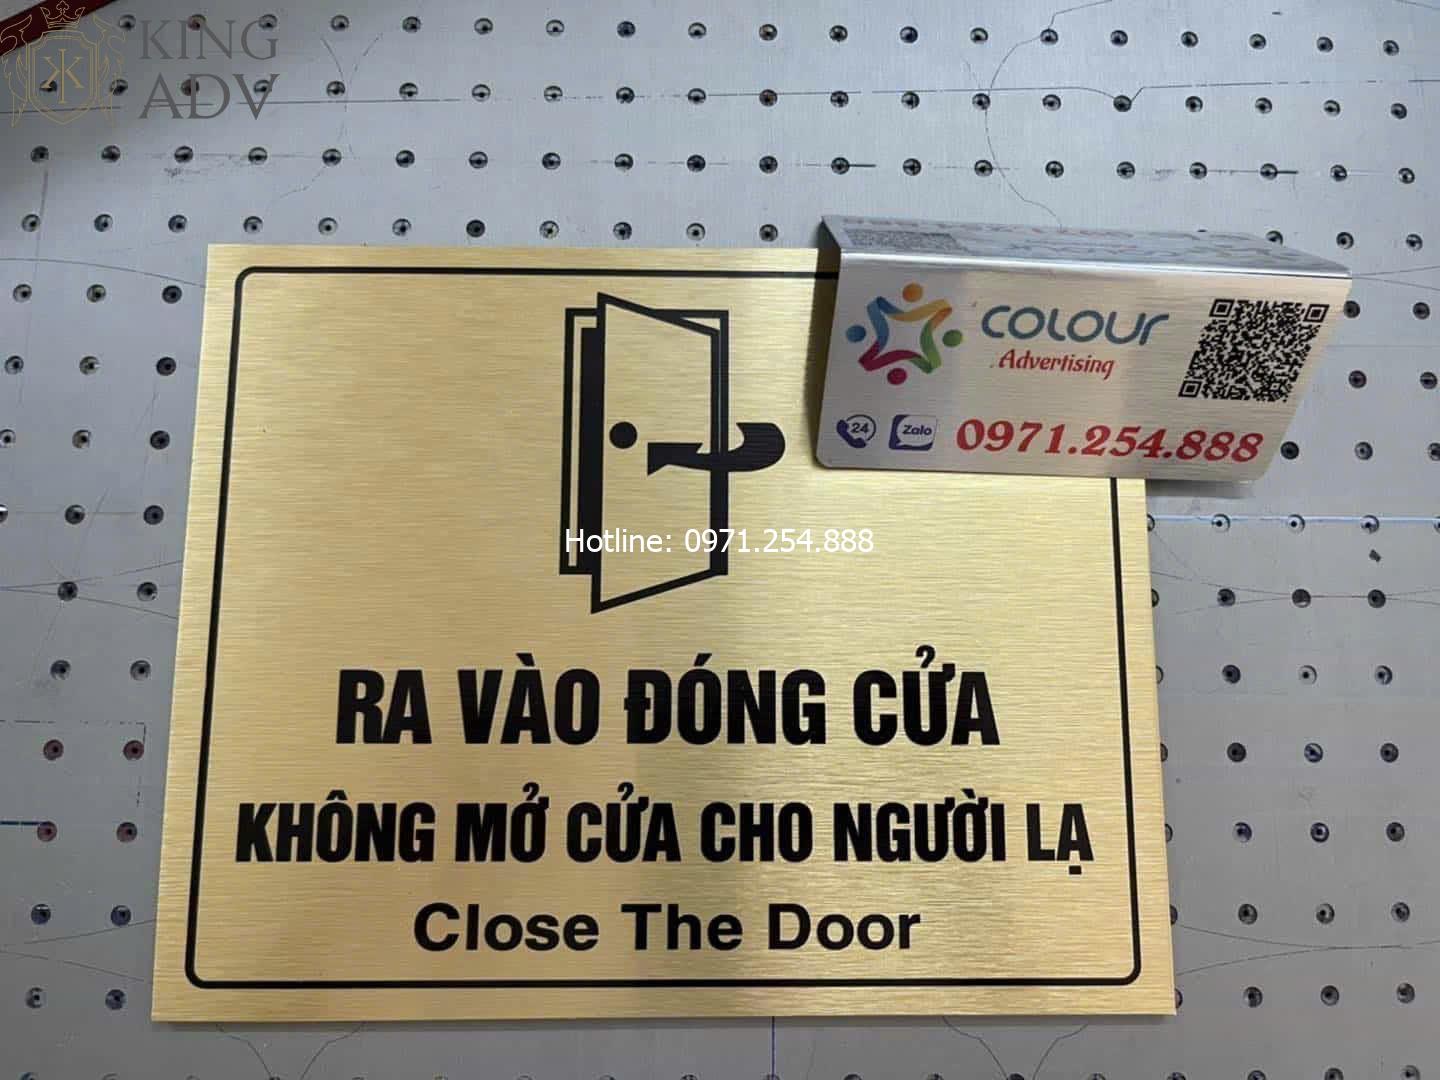 KING
ADV
COLOUR
Advertising
24
Zalo
0971.254.888
Hotline: 0971.254.888
RA VÀO ĐÓNG CỬA
KHÔNG MỞ CỬA CHO NGƯỜI LẠ
Close The Door